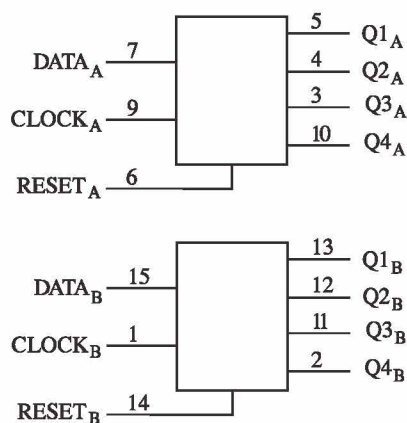 5 Q1A
DATAA 7 4 Q2A
CLOCKA 9 3 Q3A
10 Q4A
RESETA 6
13 Q1B
DATAB 15 12 Q2B
CLOCKB 1 11 Q3B
2 Q4B
RESETB 14